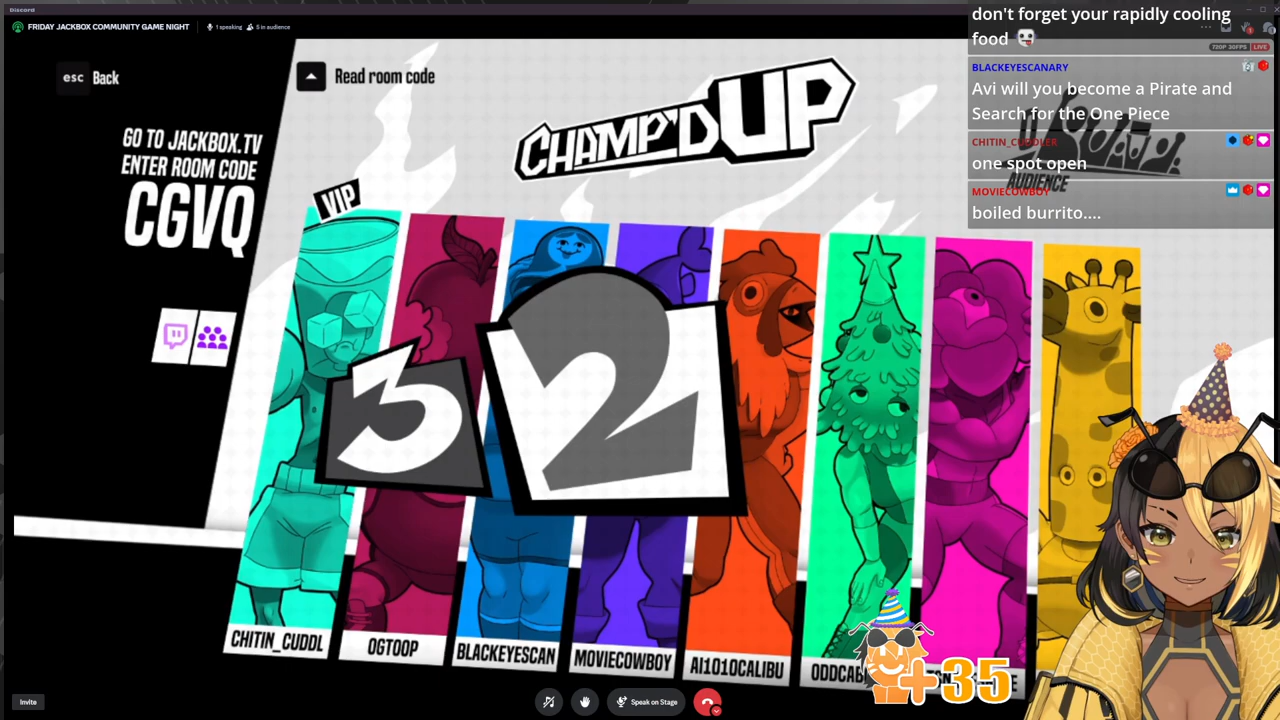 Discord
FRIDAY JACKBOX COMMUNITY GAME NIGHT
1 speaking
5 in audience
esc Back
Read room code
GO TO JACKBOX.TV
ENTER ROOM CODE
CGVQ
CHAMP'D UP
VIP
3
2
AUDIENCE
CHITIN_CUDDL
OGTOOP
BLACKEYESCAN
MOVIECOWBOY
AI1010CALIBU
don't forget your rapidly cooling
food
720P 30FPS LIVE
BLACKEYESCANARY
Avi will you become a Pirate and
Search for the One Piece
CHITIN_CUDDLER
one spot open
MOVIECOWBOY
boiled burrito....
+35
Invite
Speak on Stage